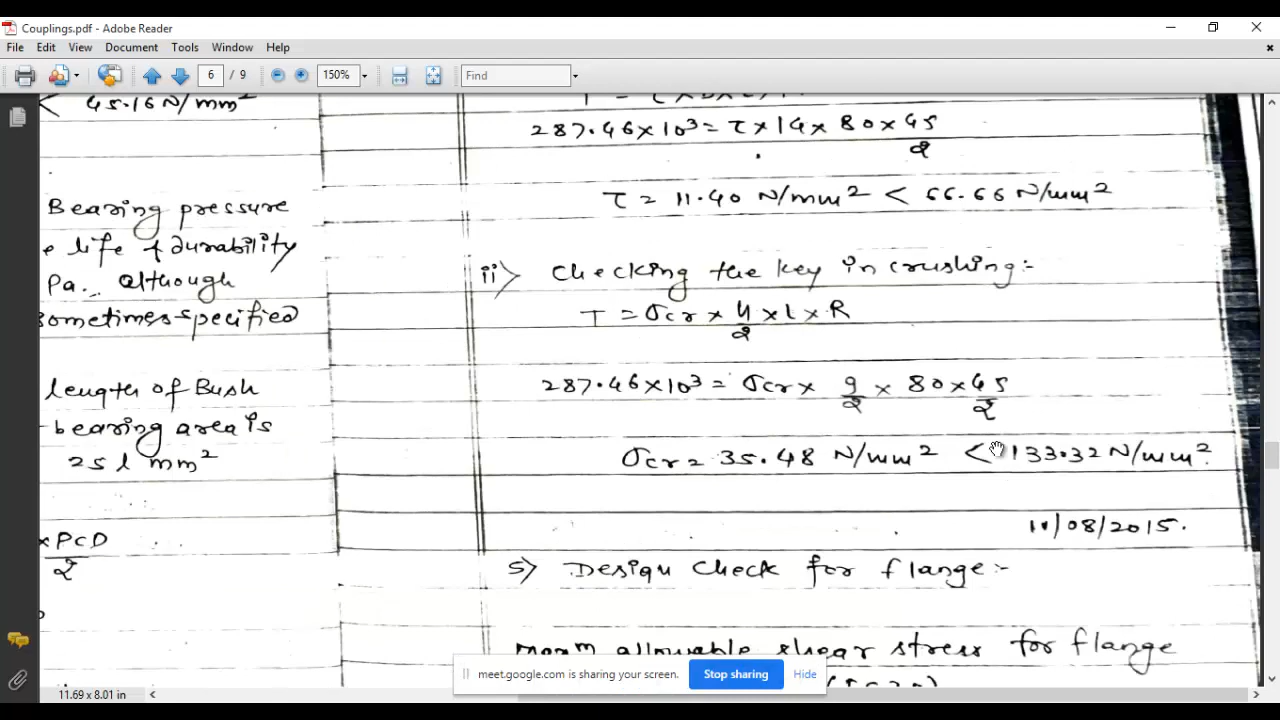 Couplings.pdf - Adobe Reader
File Edit View Document Tools Window Help
6 / 9 150% Find
< 45.16 N/mm²
Bearing pressure
e life & durability
Pa. although
sometimes specified
length of Bush
bearing area is
25 l mm²
x PCD
2
287.46x10³ = τ x 14 x 80 x 45
2
τ = 11.40 N/mm² < 66.66 N/mm²
ii> Checking the key in crushing:-
T = σcr x 4 x L x R
2
287.46x10³ = σcr x 9 x 80 x 45
2 2
σcr = 35.48 N/mm² < 133.32 N/mm².
11/08/2015.
5> Design Check for flange:-
maxm allowable shear stress for flange
meet.google.com is sharing your screen. Stop sharing Hide
11.69 x 8.01 in